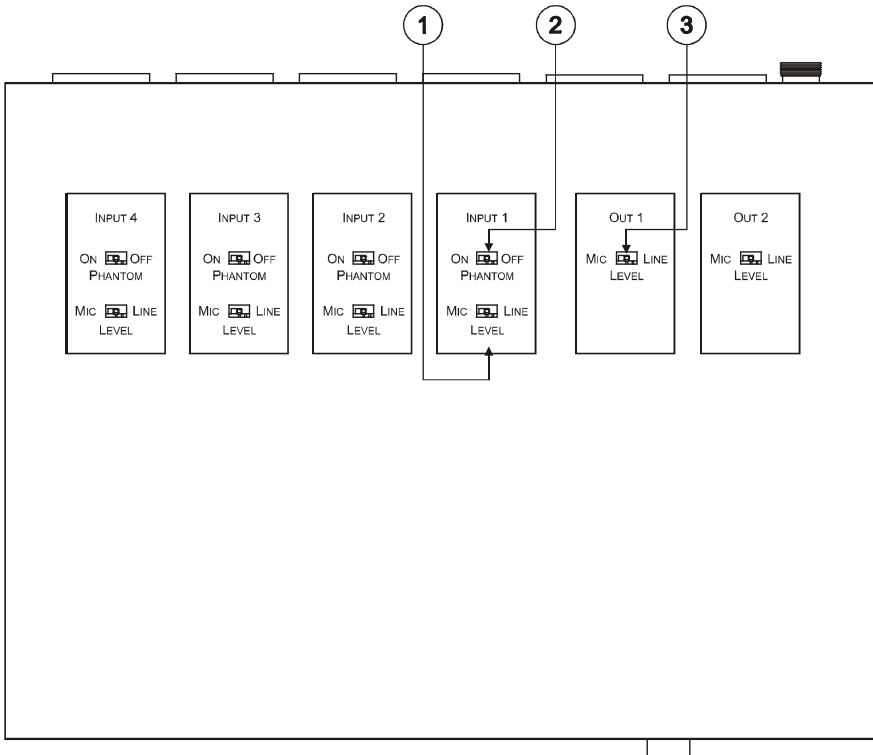 1 2 3
INPUT 4
ON OFF
PHANTOM
MIC LINE
LEVEL
INPUT 3
ON OFF
PHANTOM
MIC LINE
LEVEL
INPUT 2
ON OFF
PHANTOM
MIC LINE
LEVEL
INPUT 1
ON OFF
PHANTOM
MIC LINE
LEVEL
OUT 1
MIC LINE
LEVEL
OUT 2
MIC LINE
LEVEL